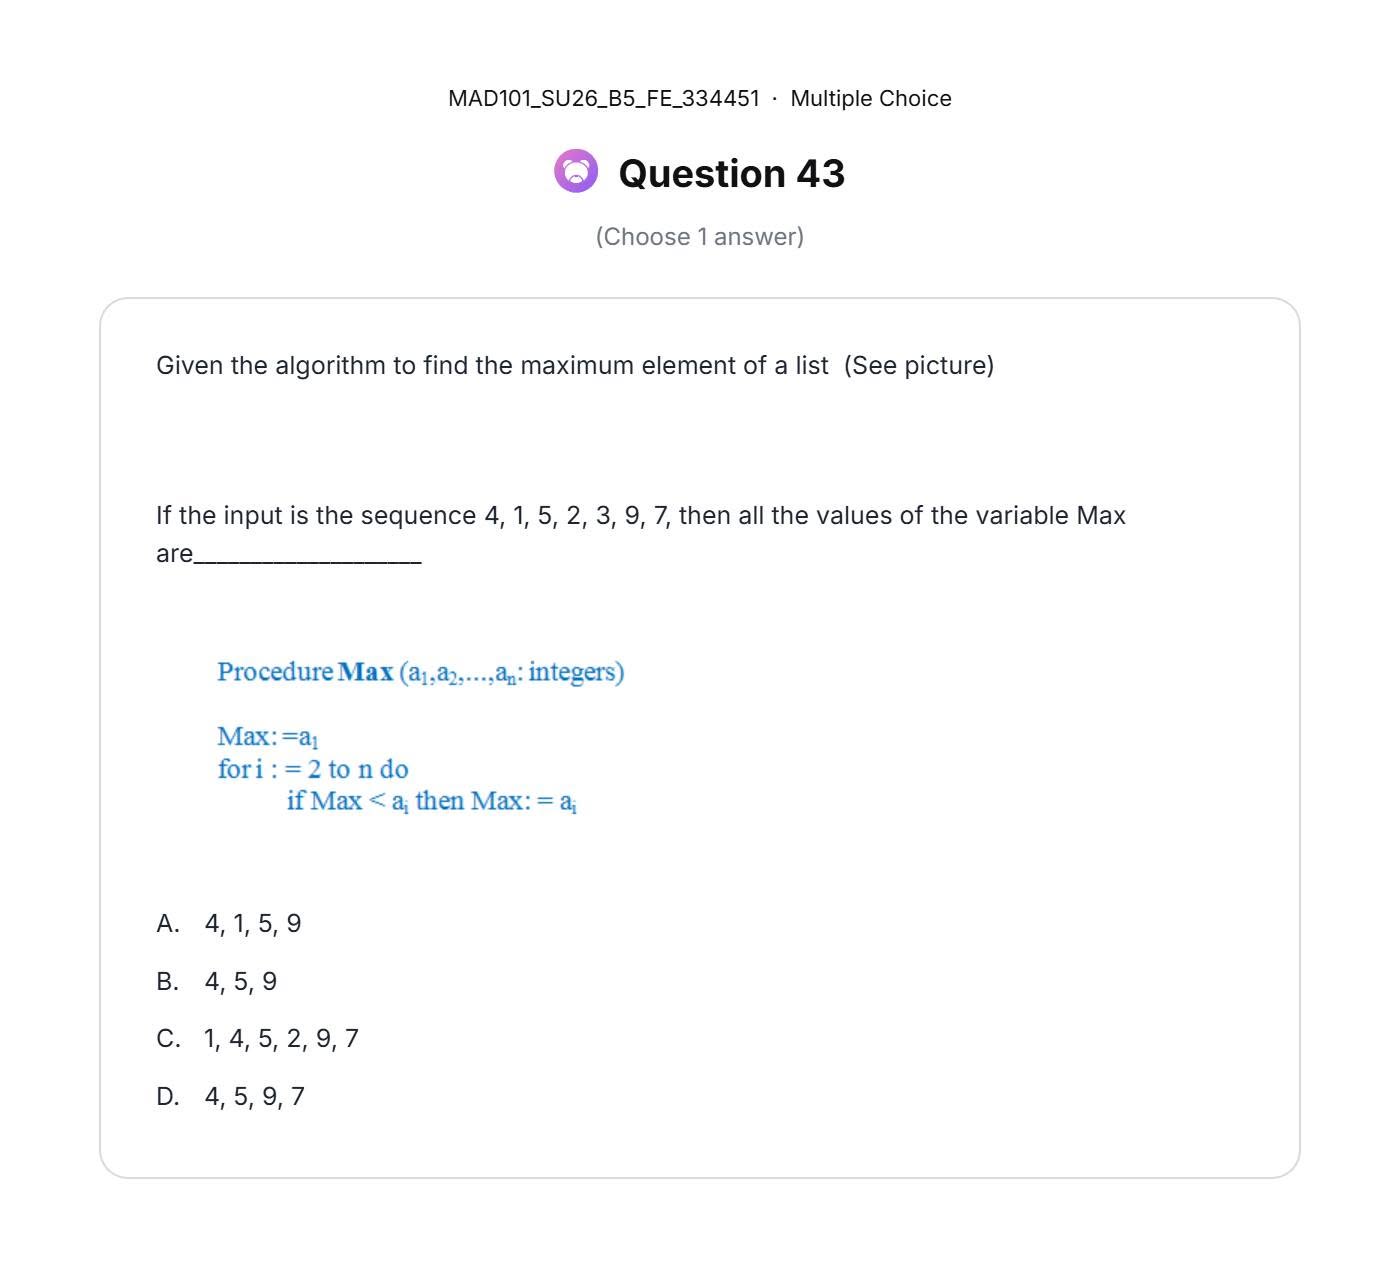 MAD101_SU26_B5_FE_334451 · Multiple Choice
Question 43
(Choose 1 answer)
Given the algorithm to find the maximum element of a list (See picture)
If the input is the sequence 4, 1, 5, 2, 3, 9, 7, then all the values of the variable Max
are___________________
Procedure Max (a₁,a₂,...,aₙ: integers)
Max:=a₁
for i : = 2 to n do
if Max < aᵢ then Max: = aᵢ
A. 4, 1, 5, 9
B. 4, 5, 9
C. 1, 4, 5, 2, 9, 7
D. 4, 5, 9, 7